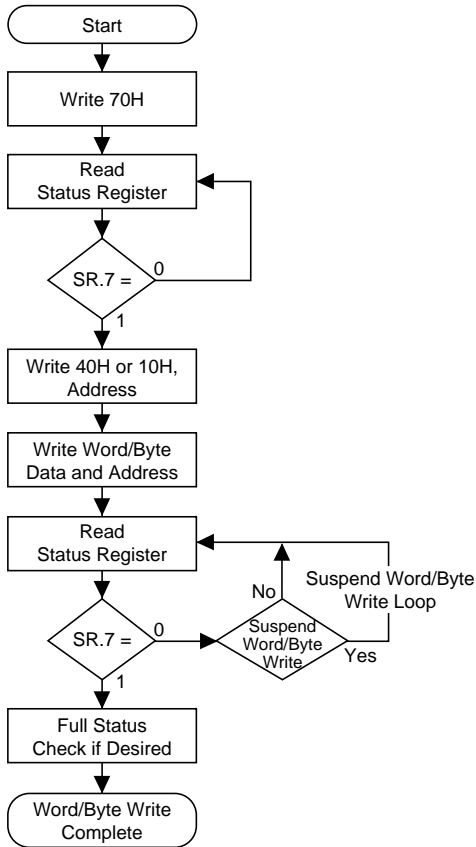 Start
Write 70H
Read
Status Register
SR.7 =
0
1
Write 40H or 10H,
Address
Write Word/Byte
Data and Address
Read
Status Register
SR.7 =
0
1
No
Suspend Word/Byte
Write Loop
Suspend
Word/Byte
Write
Yes
Full Status
Check if Desired
Word/Byte Write
Complete